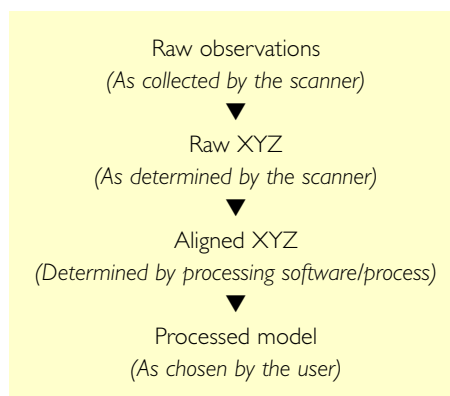 Raw observations
(As collected by the scanner)
Raw XYZ
(As determined by the scanner)
Aligned XYZ
(Determined by processing software/process)
Processed model
(As chosen by the user)